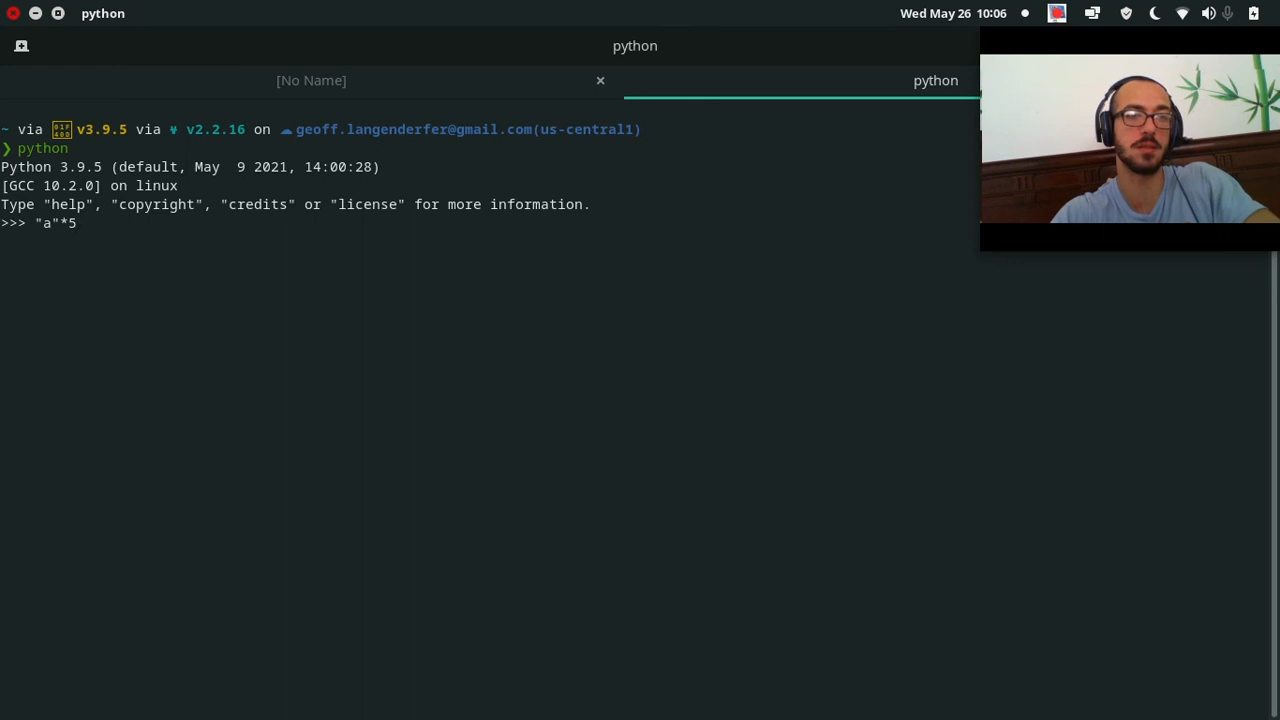 python
Wed May 26 10:06
python
[No Name]
python
~ via 01F40D v3.9.5 via v2.2.16 on geoff.langenderfer@gmail.com(us-central1)
❯ python
Python 3.9.5 (default, May  9 2021, 14:00:28)
[GCC 10.2.0] on linux
Type "help", "copyright", "credits" or "license" for more information.
>>> "a"*5